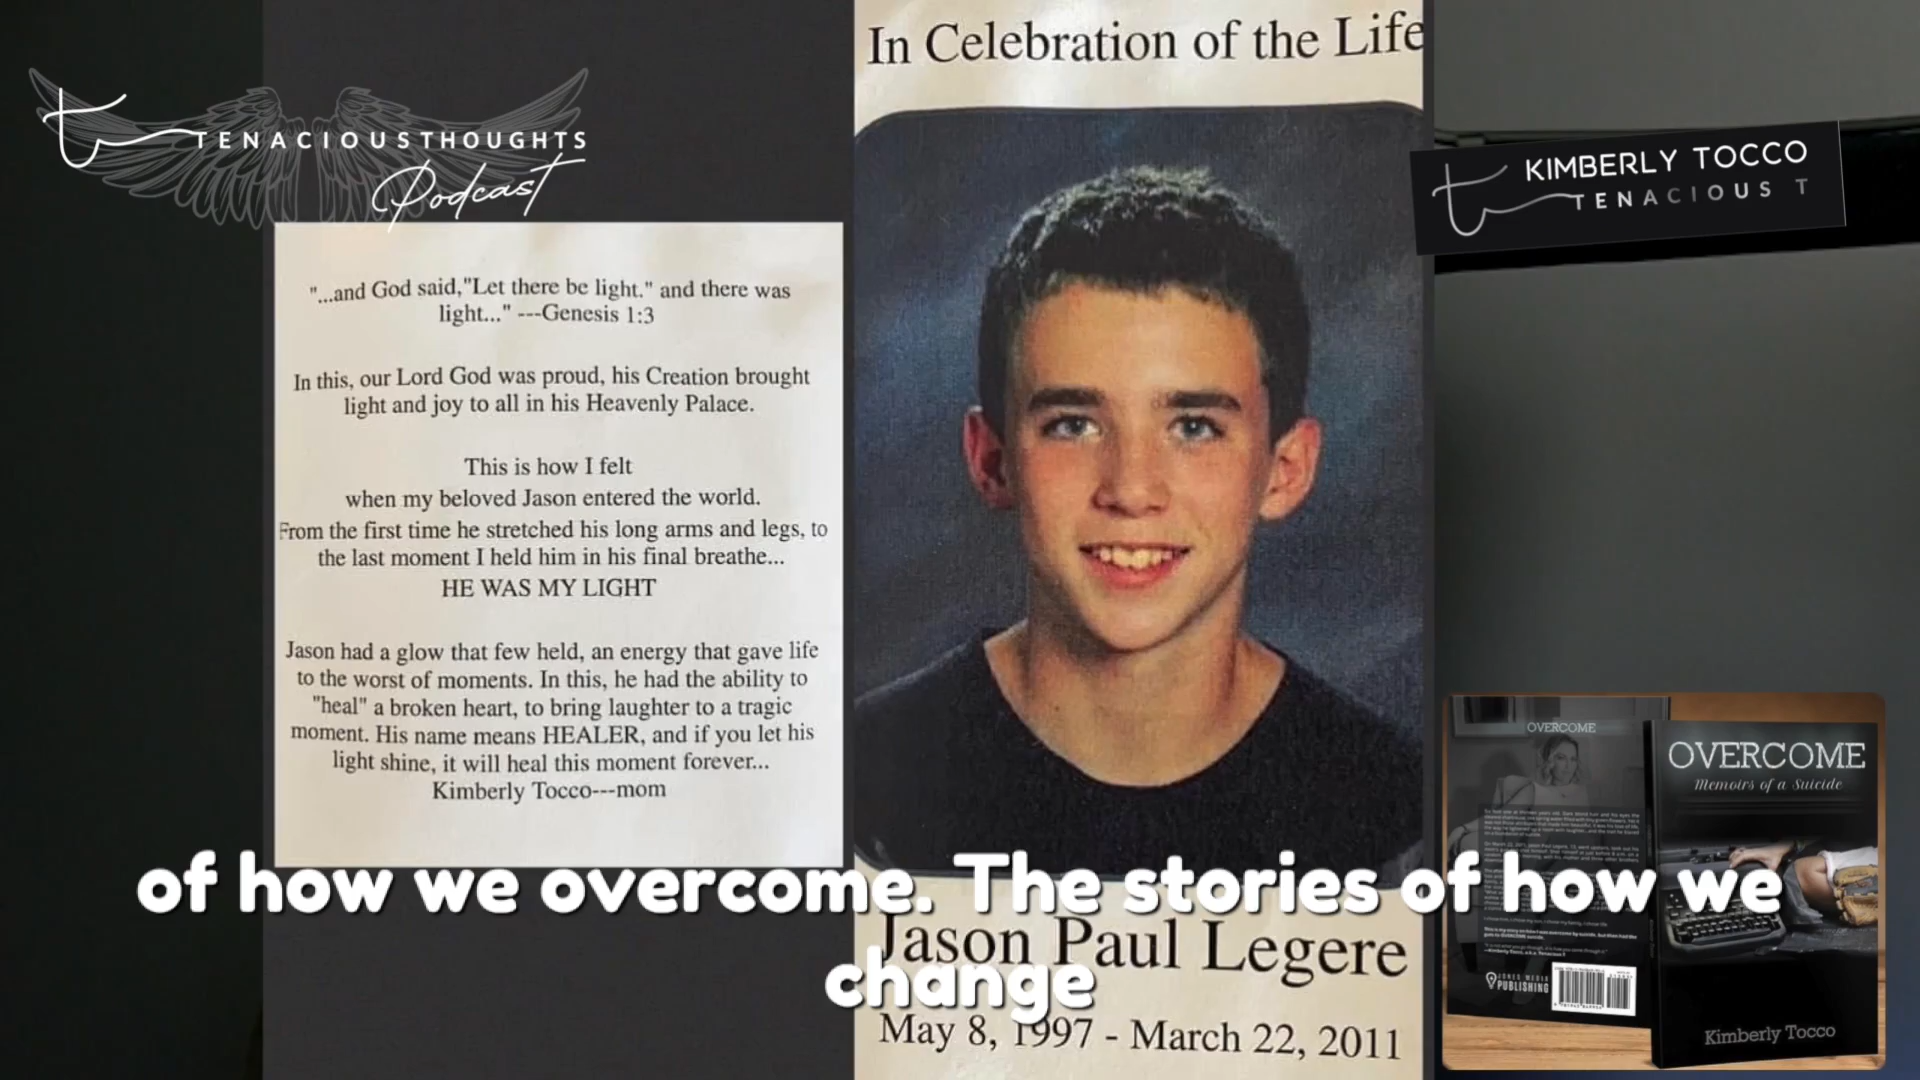 In Celebration of the Life
TENACIOUSTHOUGHTS
Podcast
KIMBERLY TOCCO
TENACIOUS T
"...and God said,"Let there be light." and there was
light..." ---Genesis 1:3
In this, our Lord God was proud, his Creation brought
light and joy to all in his Heavenly Palace.
This is how I felt
when my beloved Jason entered the world.
From the first time he stretched his long arms and legs, to
the last moment I held him in his final breathe...
HE WAS MY LIGHT
Jason had a glow that few held, an energy that gave life
to the worst of moments. In this, he had the ability to
"heal" a broken heart, to bring laughter to a tragic
moment. His name means HEALER, and if you let his
light shine, it will heal this moment forever...
Kimberly Tocco---mom
of how we overcome. The stories of how we
change
Jason Paul Legere
May 8, 1997 - March 22, 2011
OVERCOME
JONES MEDIA
PUBLISHING
OVERCOME
Memoirs of a Suicide
Kimberly Tocco